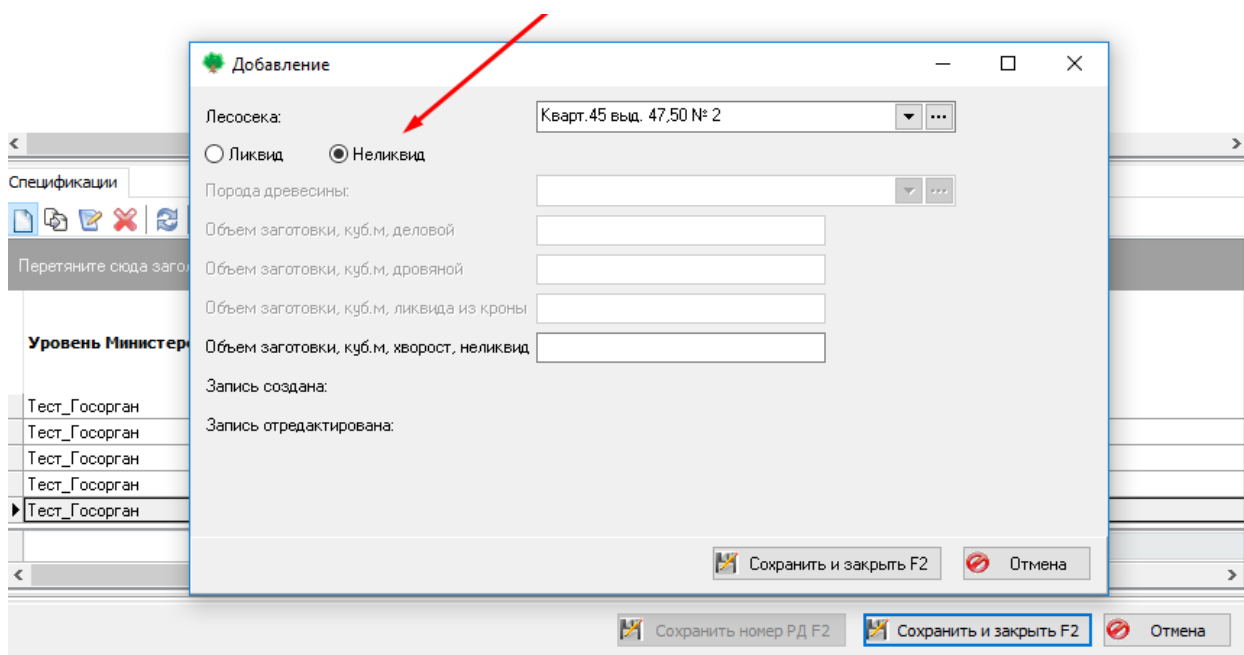 Добавление
Лесосека: Кварт.45 выд. 47,50 № 2
Ликвид Неликвид
Спецификации
Порода древесины:
Объем заготовки, куб.м, деловой
Перетяните сюда
Объем заготовки, куб.м, дровяной
Объем заготовки, куб.м, ликвида из кроны
Уровень
Объем заготовки, куб.м, хворост, неликвид
Запись создана:
Тест_Госорган
Запись отредактирована:
Тест_Госорган
Тест_Госорган
Тест_Госорган
Тест_Госорган
Сохранить и закрыть F2 Отмена
Сохранить номер РД F2 Сохранить и закрыть F2 Отмена